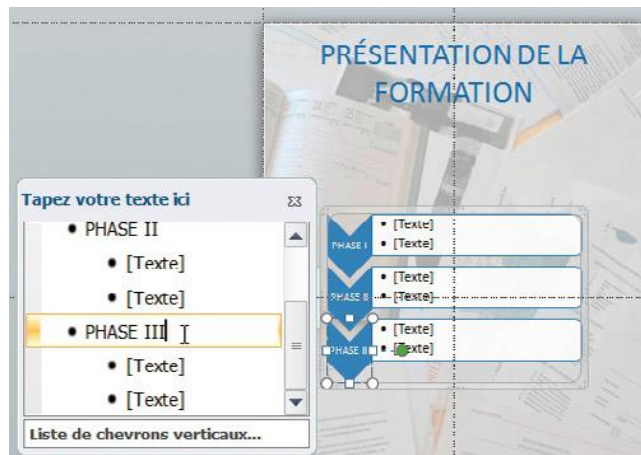 PRÉSENTATION DE LA
FORMATION
Tapez votre texte ici
• PHASE II
• [Texte]
• [Texte]
• PHASE III
• [Texte]
• [Texte]
Liste de chevrons verticaux...
PHASE I
• [Texte]
• [Texte]
PHASE II
• [Texte]
• [Texte]
PHASE III
• [Texte]
• [Texte]